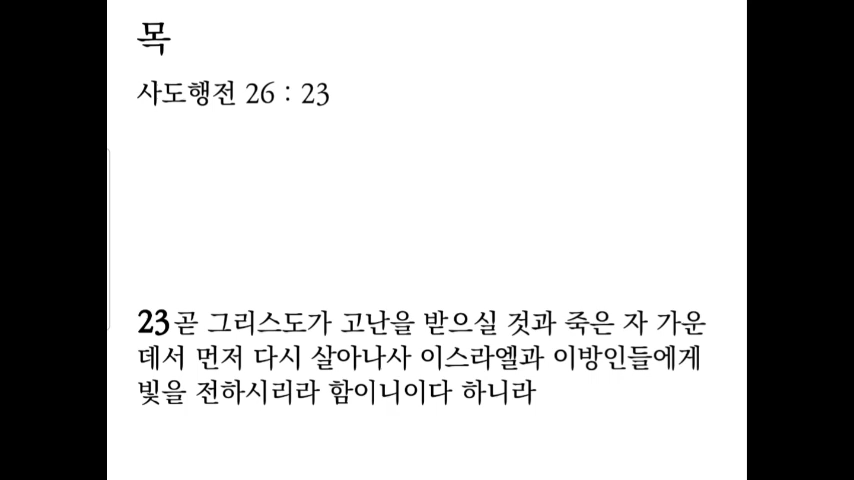 목
사도행전 26 : 23
23 곧 그리스도가 고난을 받으실 것과 죽은 자 가운
데서 먼저 다시 살아나사 이스라엘과 이방인들에게
빛을 전하시리라 함이니이다 하니라